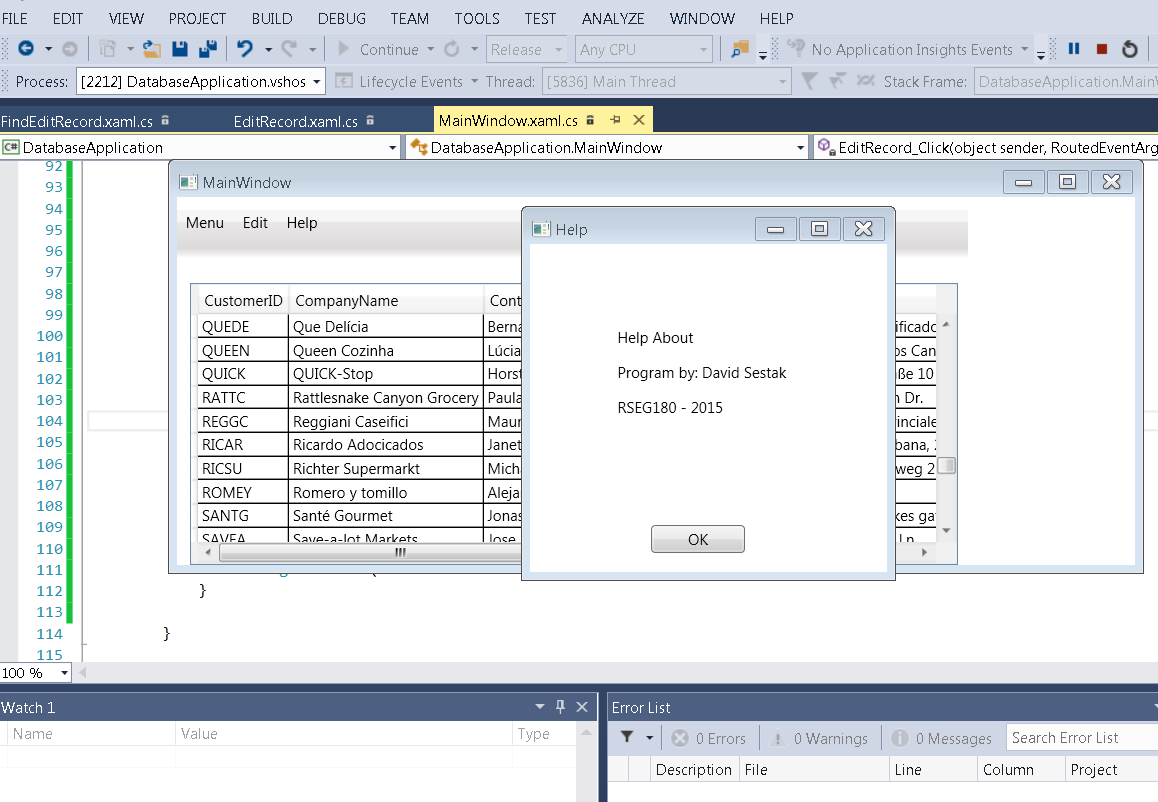 FILE EDIT VIEW PROJECT BUILD DEBUG TEAM TOOLS TEST ANALYZE WINDOW HELP
Continue Release Any CPU No Application Insights Events
Process: [2212] DatabaseApplication.vshos Lifecycle Events Thread: [5836] Main Thread Stack Frame: DatabaseApplication.MainW
FindEditRecord.xaml.cs EditRecord.xaml.cs MainWindow.xaml.cs
C# DatabaseApplication DatabaseApplication.MainWindow EditRecord_Click(object sender, RoutedEventArg
92
93
94
95
96
97
98
99
100
101
102
103
104
105
106
107
108
109
110
111
112 }
113
114 }
115
MainWindow
Menu Edit Help
CustomerID CompanyName Cont
QUEDE Que Delícia Berna ificado
QUEEN Queen Cozinha Lúcia os Can
QUICK QUICK-Stop Horst aße 10
RATTC Rattlesnake Canyon Grocery Paula n Dr.
REGGC Reggiani Caseifici Maur inciale
RICAR Ricardo Adocicados Janet bana, 2
RICSU Richter Supermarkt Micha weg 2
ROMEY Romero y tomillo Aleja
SANTG Santé Gourmet Jonas kes ga
SAVEA Save-a-lot Markets Jose Ln.
Help
Help About
Program by: David Sestak
RSEG180 - 2015
OK
100 %
Watch 1
Name Value Type
Error List
0 Errors 0 Warnings 0 Messages Search Error List
Description File Line Column Project